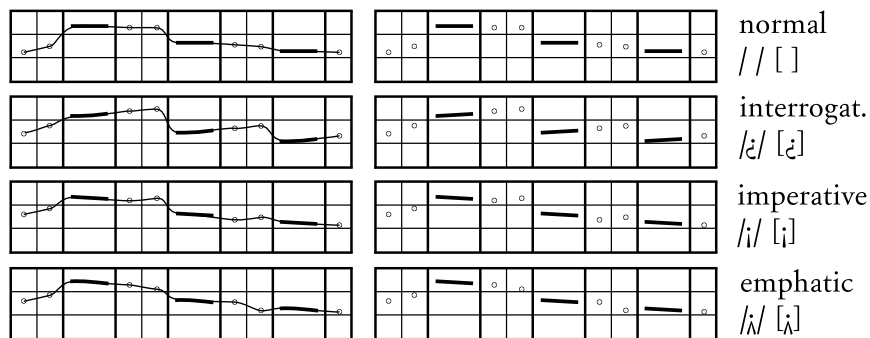 normal
/ / [ ]
interrogat.
/¿/ [¿]
imperative
/¡/ [¡]
emphatic